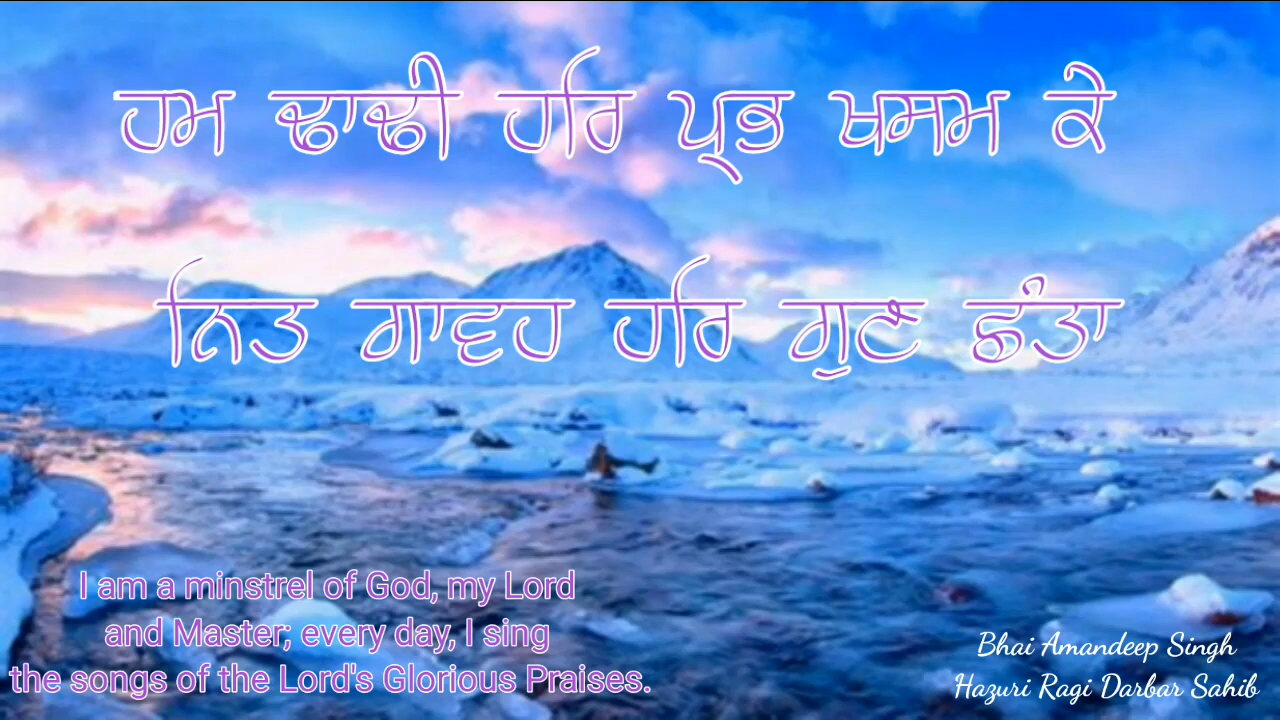 ਹਮ ਢਾਢੀ ਹਰਿ ਪ੍ਰਭ ਖਸਮ ਕੇ
ਨਿਤ ਗਾਵਹ ਹਰਿ ਗੁਣ ਛੰਤਾ
I am a minstrel of God, my Lord
and Master; every day, I sing
the songs of the Lord's Glorious Praises.
Bhai Amandeep Singh
Hazuri Ragi Darbar Sahib